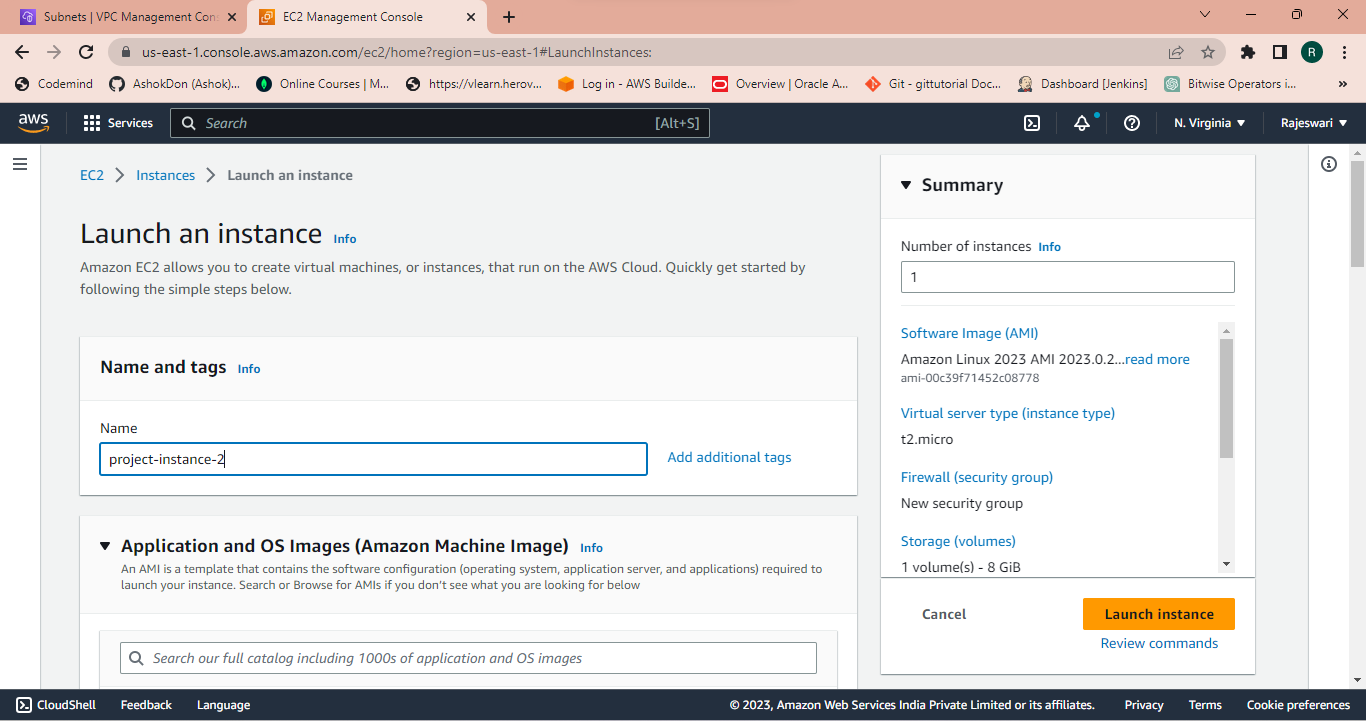 Subnets | VPC Management Con
EC2 Management Console
us-east-1.console.aws.amazon.com/ec2/home?region=us-east-1#LaunchInstances:
R
Codemind
AshokDon (Ashok)...
Online Courses | M...
https://vlearn.herov...
Log in - AWS Builde...
Overview | Oracle A...
Git - gittutorial Doc...
Dashboard [Jenkins]
Bitwise Operators i...
aws
Services
Search
[Alt+S]
N. Virginia
Rajeswari
EC2
Instances
Launch an instance
Launch an instance Info
Amazon EC2 allows you to create virtual machines, or instances, that run on the AWS Cloud. Quickly get started by
following the simple steps below.
Name and tags Info
Name
project-instance-2
Add additional tags
Application and OS Images (Amazon Machine Image) Info
An AMI is a template that contains the software configuration (operating system, application server, and applications) required to
launch your instance. Search or Browse for AMIs if you don't see what you are looking for below
Search our full catalog including 1000s of application and OS images
Summary
Number of instances Info
1
Software Image (AMI)
Amazon Linux 2023 AMI 2023.0.2...read more
ami-00c39f71452c08778
Virtual server type (instance type)
t2.micro
Firewall (security group)
New security group
Storage (volumes)
1 volume(s) - 8 GiB
Cancel
Launch instance
Review commands
CloudShell
Feedback
Language
© 2023, Amazon Web Services India Private Limited or its affiliates.
Privacy
Terms
Cookie preferences